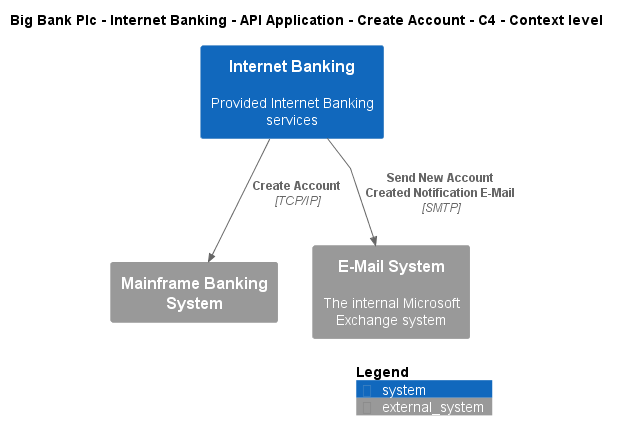 Big Bank Plc - Internet Banking - API Application - Create Account - C4 - Context level
Internet Banking
Provided Internet Banking
services
Create Account
[TCP/IP]
Send New Account
Created Notification E-Mail
[SMTP]
Mainframe Banking
System
E-Mail System
The internal Microsoft
Exchange system
Legend
system
external_system